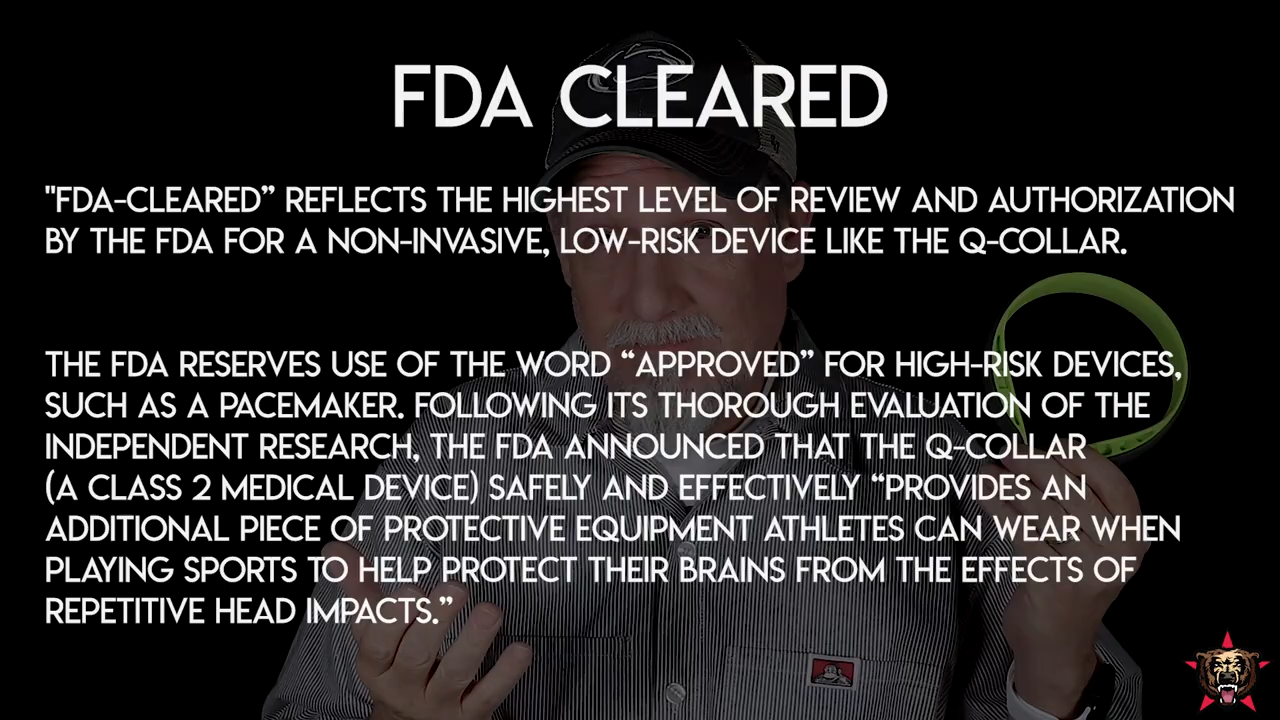 FDA CLEARED
"FDA-CLEARED” REFLECTS THE HIGHEST LEVEL OF REVIEW AND AUTHORIZATION
BY THE FDA FOR A NON-INVASIVE, LOW-RISK DEVICE LIKE THE Q-COLLAR.
THE FDA RESERVES USE OF THE WORD “APPROVED” FOR HIGH-RISK DEVICES,
SUCH AS A PACEMAKER. FOLLOWING ITS THOROUGH EVALUATION OF THE
INDEPENDENT RESEARCH, THE FDA ANNOUNCED THAT THE Q-COLLAR
(A CLASS 2 MEDICAL DEVICE) SAFELY AND EFFECTIVELY “PROVIDES AN
ADDITIONAL PIECE OF PROTECTIVE EQUIPMENT ATHLETES CAN WEAR WHEN
PLAYING SPORTS TO HELP PROTECT THEIR BRAINS FROM THE EFFECTS OF
REPETITIVE HEAD IMPACTS.”